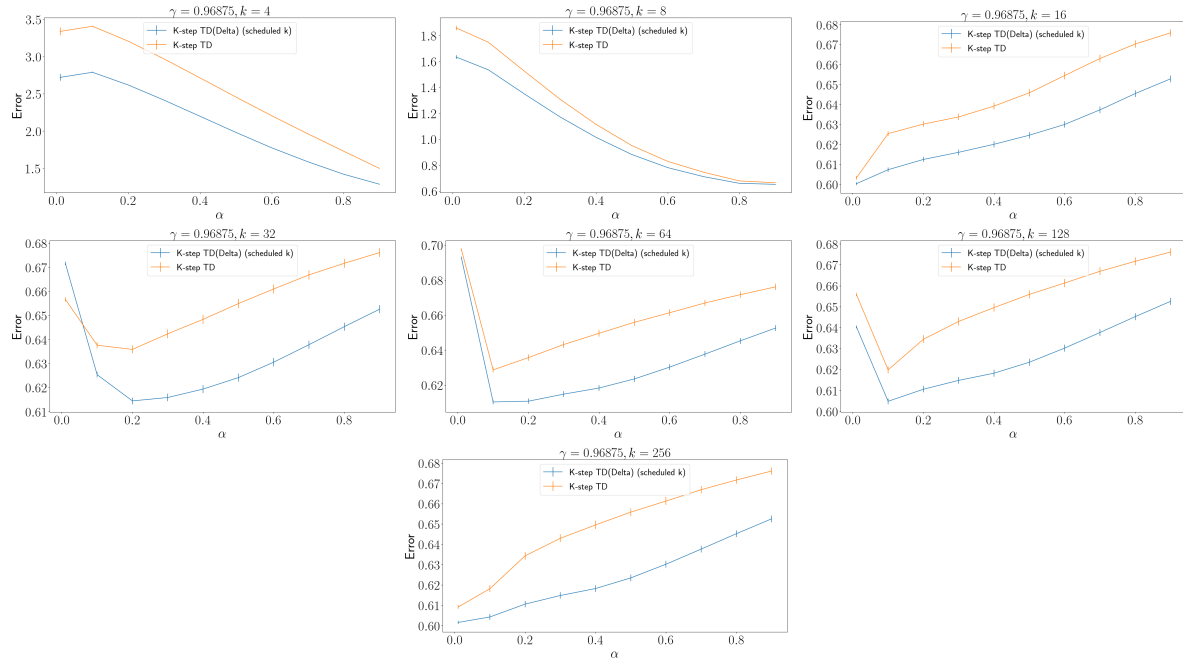 γ = 0.96875, k = 4
3.5
3.0
2.5
2.0
1.5
Error
K-step TD(Delta) (scheduled k)
K-step TD
0.0 0.2 0.4 0.6 0.8
α
γ = 0.96875, k = 8
1.8
1.6
1.4
1.2
1.0
0.8
0.6
Error
K-step TD(Delta) (scheduled k)
K-step TD
0.0 0.2 0.4 0.6 0.8
α
γ = 0.96875, k = 16
0.68
0.67
0.66
0.65
0.64
0.63
0.62
0.61
0.60
Error
K-step TD(Delta) (scheduled k)
K-step TD
0.0 0.2 0.4 0.6 0.8
α
γ = 0.96875, k = 32
0.68
0.67
0.66
0.65
0.64
0.63
0.62
0.61
Error
K-step TD(Delta) (scheduled k)
K-step TD
0.0 0.2 0.4 0.6 0.8
α
γ = 0.96875, k = 64
0.70
0.68
0.66
0.64
0.62
Error
K-step TD(Delta) (scheduled k)
K-step TD
0.0 0.2 0.4 0.6 0.8
α
γ = 0.96875, k = 128
0.68
0.67
0.66
0.65
0.64
0.63
0.62
0.61
0.60
Error
K-step TD(Delta) (scheduled k)
K-step TD
0.0 0.2 0.4 0.6 0.8
α
γ = 0.96875, k = 256
0.68
0.67
0.66
0.65
0.64
0.63
0.62
0.61
0.60
Error
K-step TD(Delta) (scheduled k)
K-step TD
0.0 0.2 0.4 0.6 0.8
α